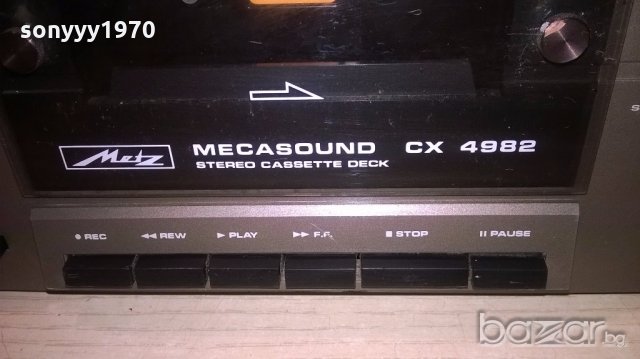 sonyyy1970
Metz MECASOUND CX 4982
STEREO CASSETTE DECK
● REC ◀◀ REW ▶ PLAY ▶▶ F.F. ■ STOP II PAUSE
bazar.bg